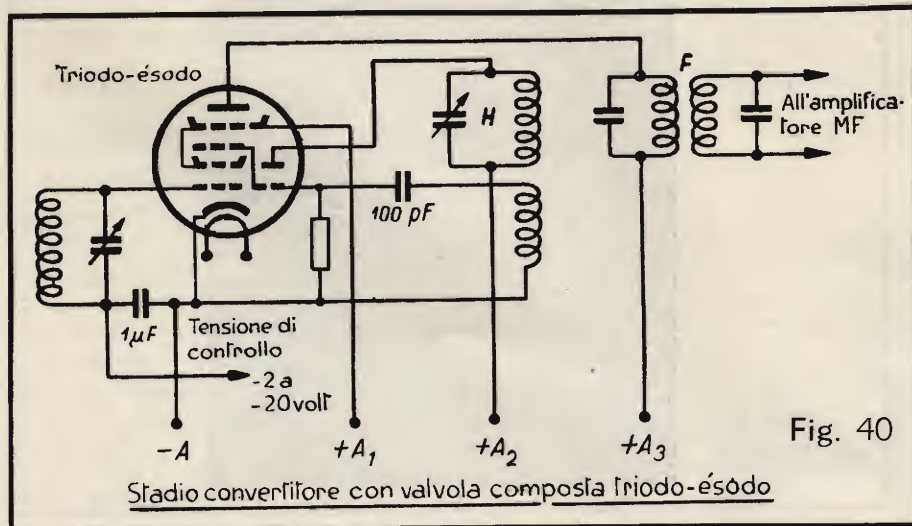 Triodo-ésodo
H
F
All'amplifica-
tore MF
100 pF
1µF
Tensione di
controllo
-2 a
-20 volt
-A
+A₁
+A₂
+A₃
Fig. 40
Stadio convertitore con valvola composta triodo-ésodo